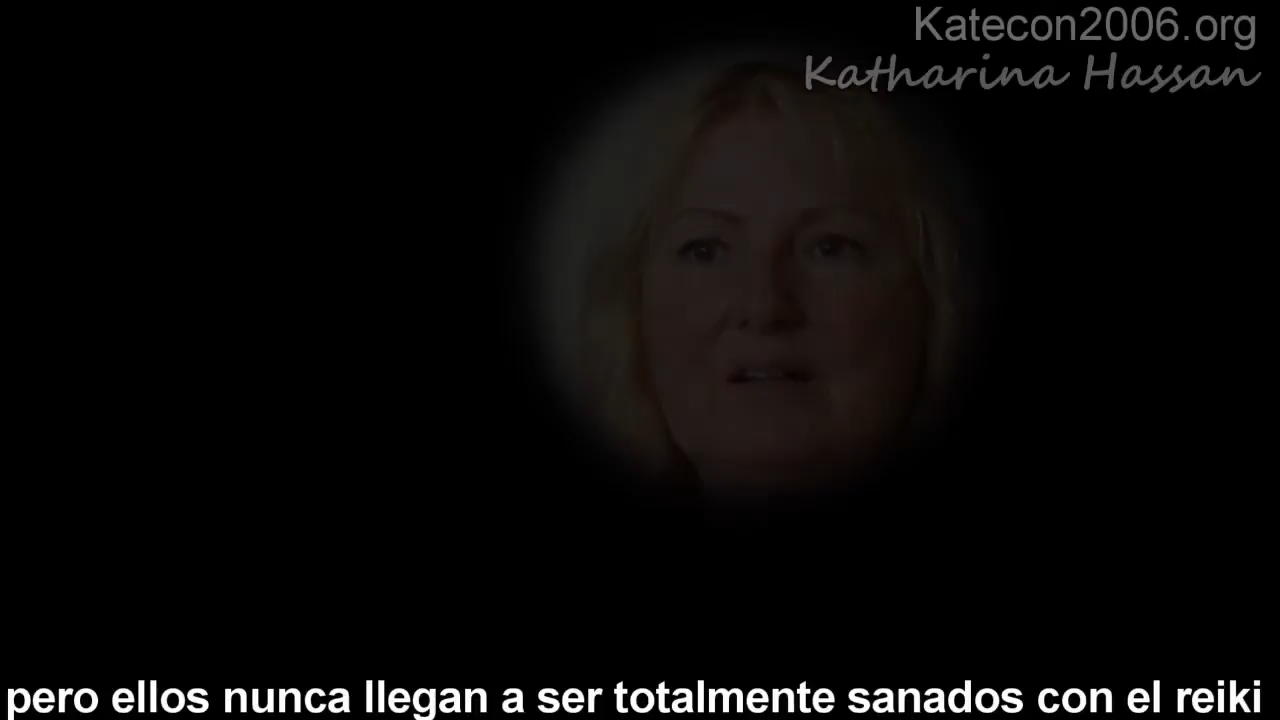 Katecon2006.org
Katharina Hassan
pero ellos nunca llegan a ser totalmente sanados con el reiki